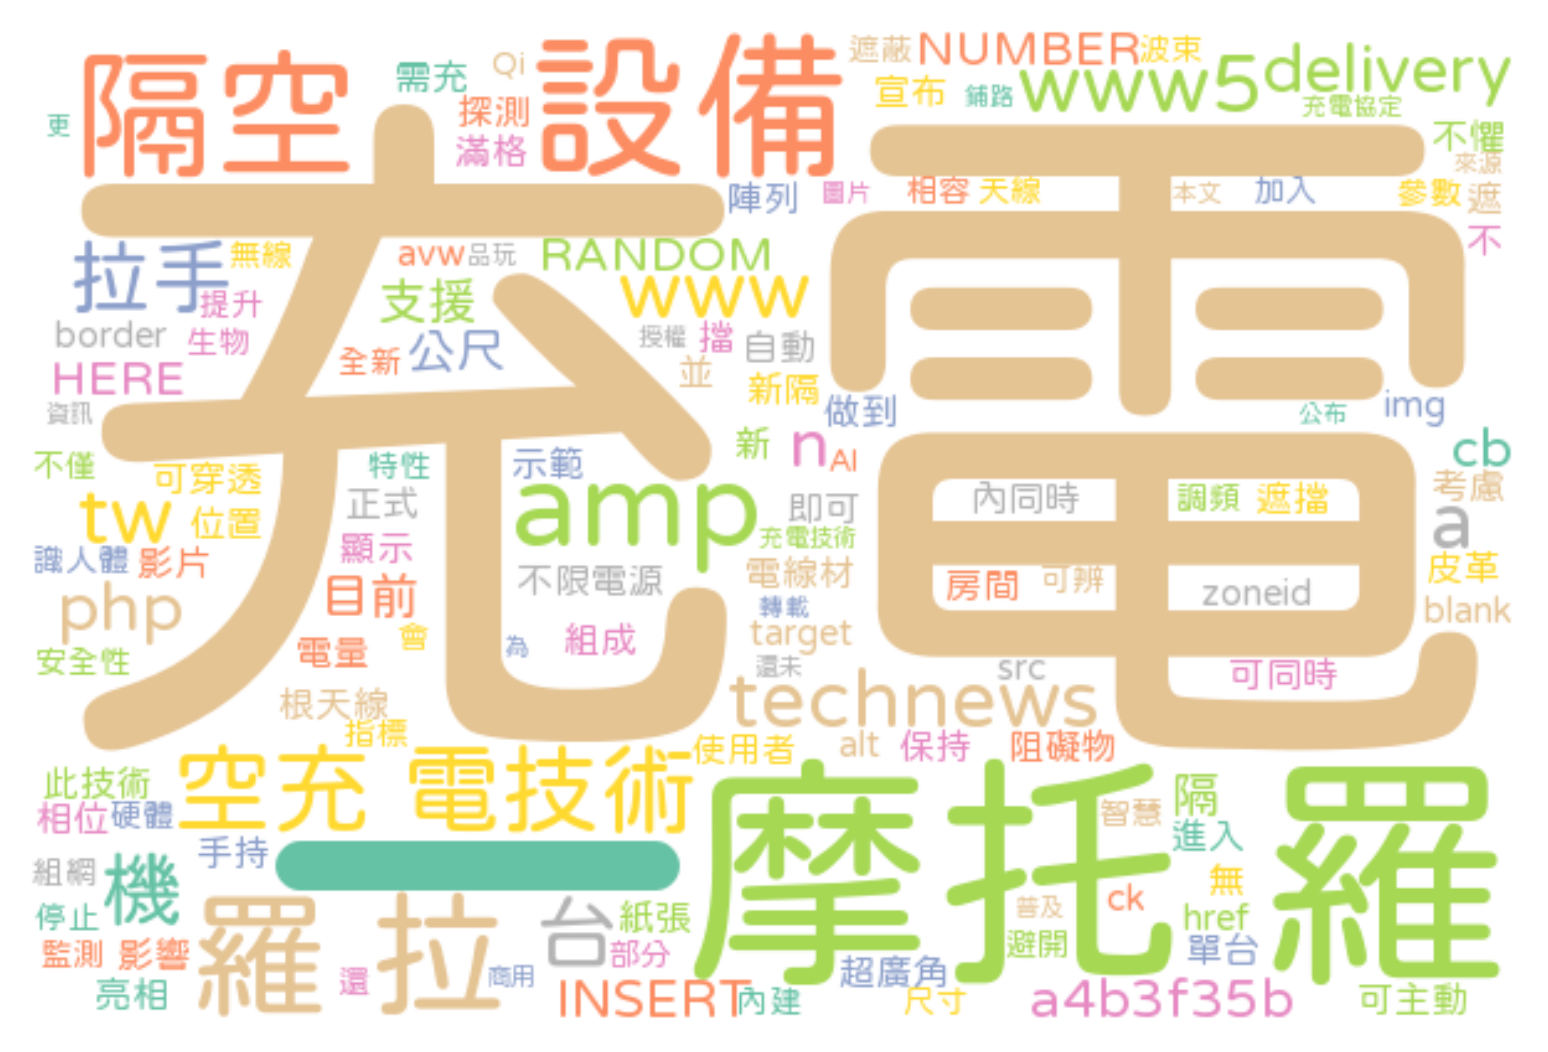 隔空
設備
需充
Qi
探測
滿格
更
遮蔽
NUMBER
波束
宣布
鋪路
www5
delivery
充電協定
不懼
來源
參數
遮
不
充
電
陣列
圖片
相容
天線
本文
加入
拉手
無線
提升
avw
品玩
RANDOM
支援
www
border
生物
公尺
全新
授權
擋
自動
並
HERE
新隔
做到
公布
img
資訊
不僅
可穿透
特性
示範
新
n
AI
cb
tw
位置
正式
amp
即可
內同時
調頻
遮擋
考慮
a
識人體
影片
顯示
充電技術
不限電源
電線材
房間
可辨
zoneid
皮革
php
目前
轉載
target
blank
安全性
電量
會
為
組成
還未
src
可同時
根天線
指標
technews
使用者
alt
保持
阻礙物
此技術
空充
電技術
摩托羅
智慧
隔
進入
相位
硬體
手持
一
組網
機
停止
羅
拉
台
紙張
部分
普及
ck
無
href
避開
單台
監測
影響
還
商用
超廣角
亮相
INSERT
內建
尺寸
a4b3f35b
可主動